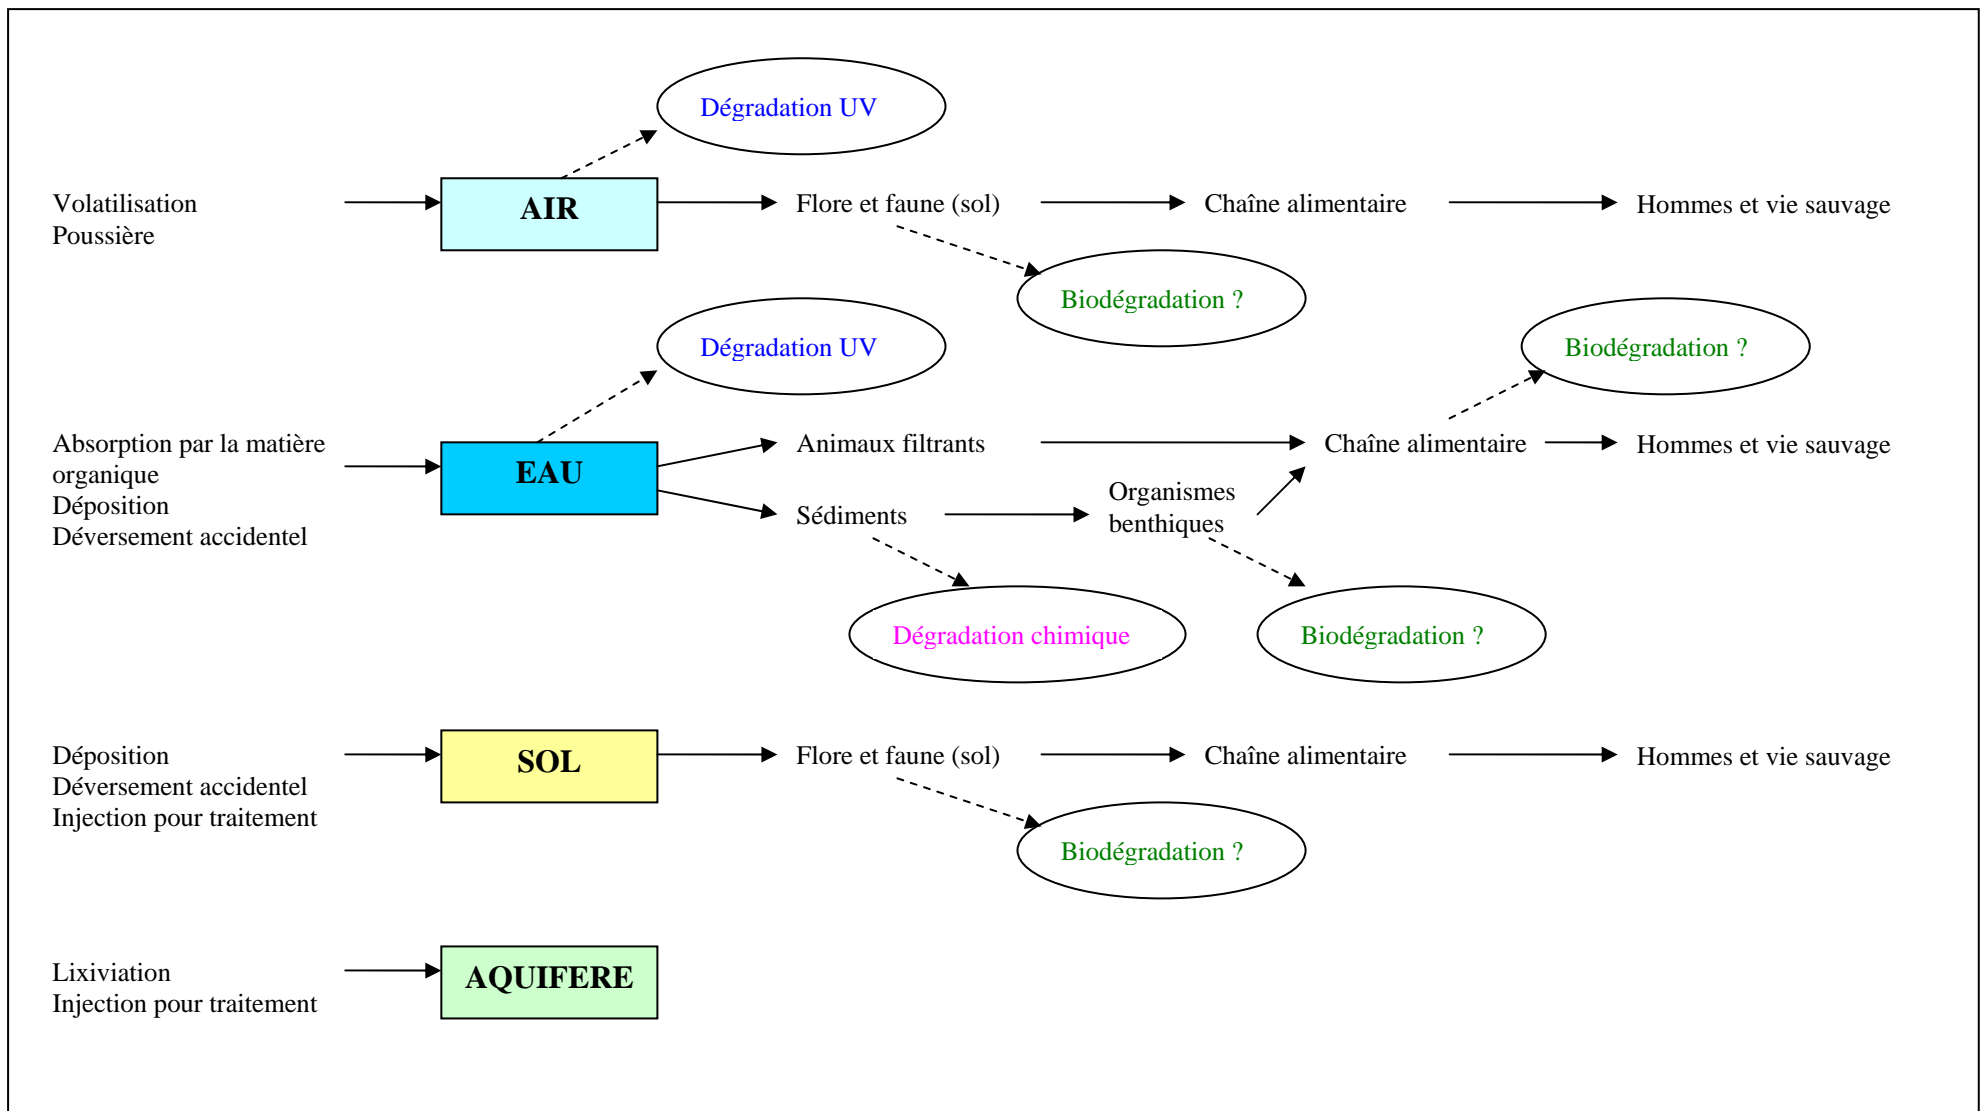 Dégradation UV
Volatilisation
Poussière
AIR
Flore et faune (sol)
Chaîne alimentaire
Hommes et vie sauvage
Biodégradation ?
Dégradation UV
Biodégradation ?
Absorption par la matière
organique
Déposition
Déversement accidentel
EAU
Animaux filtrants
Chaîne alimentaire
Hommes et vie sauvage
Sédiments
Organismes
benthiques
Dégradation chimique
Biodégradation ?
Déposition
Déversement accidentel
Injection pour traitement
SOL
Flore et faune (sol)
Chaîne alimentaire
Hommes et vie sauvage
Biodégradation ?
Lixiviation
Injection pour traitement
AQUIFERE